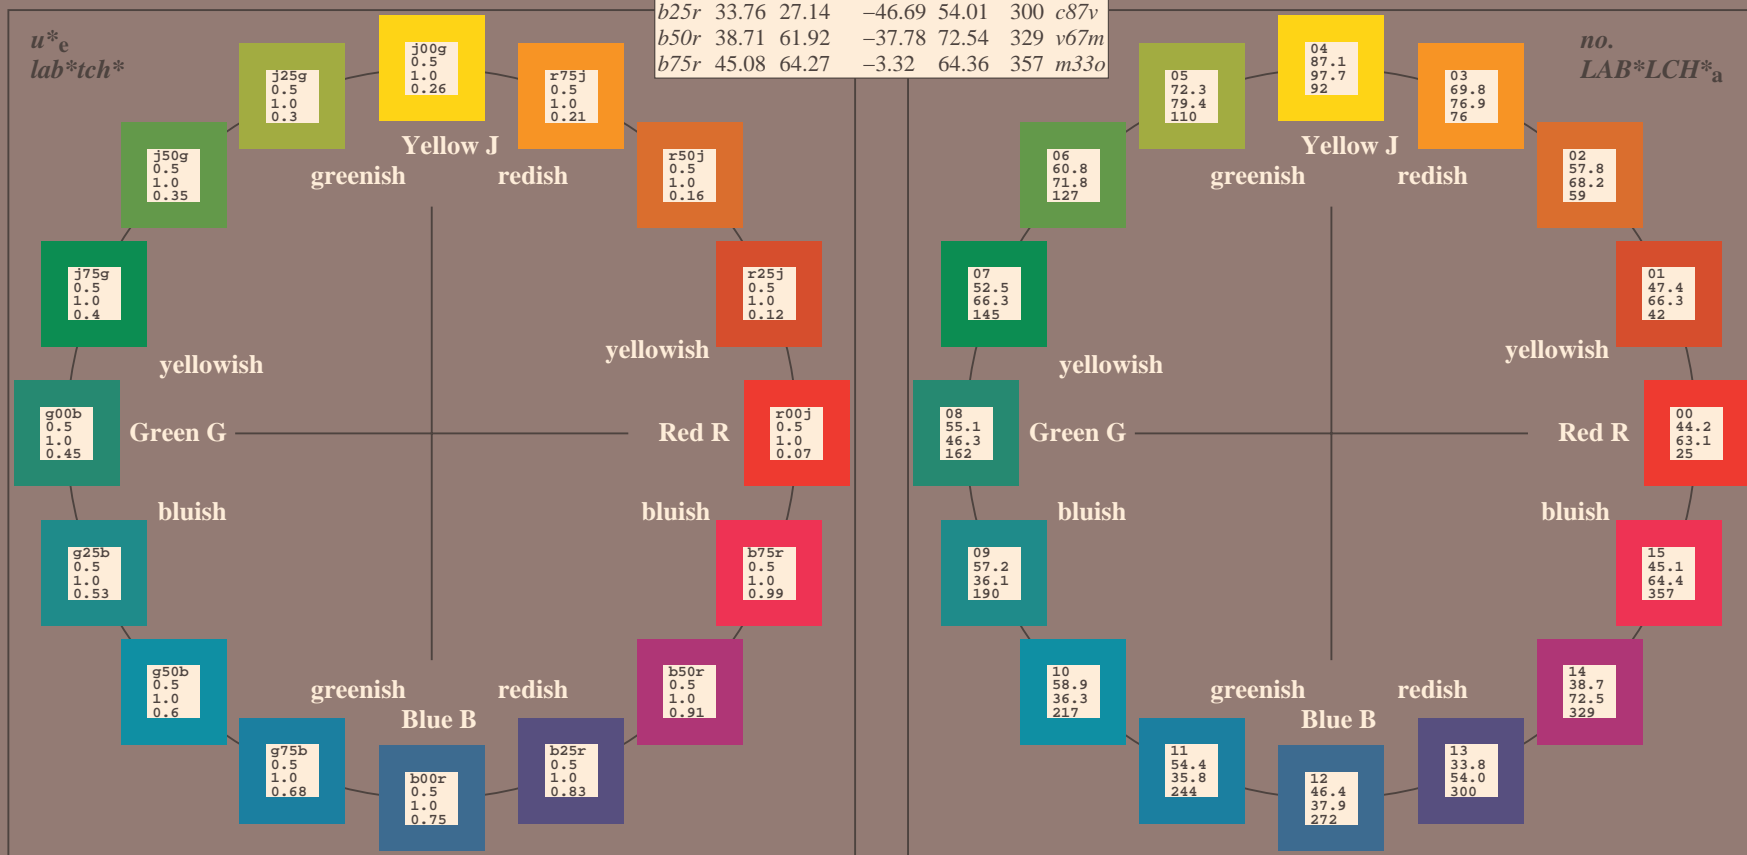 b25r 33.76 27.14 −46.69 54.01 300 c87v
b50r 38.71 61.92 −37.78 72.54 329 v67m
b75r 45.08 64.27 −3.32 64.36 357 m33o
u*e
lab*tch*
j00g
0.5
1.0
0.26
j25g
0.5
1.0
0.3
r75j
0.5
1.0
0.21
j50g
0.5
1.0
0.35
r50j
0.5
1.0
0.16
Yellow J
greenish redish
j75g
0.5
1.0
0.4
r25j
0.5
1.0
0.12
yellowish
yellowish
g00b
0.5
1.0
0.45
Green G
Red R
r00j
0.5
1.0
0.07
bluish
bluish
g25b
0.5
1.0
0.53
b75r
0.5
1.0
0.99
g50b
0.5
1.0
0.6
b50r
0.5
1.0
0.91
greenish redish
Blue B
g75b
0.5
1.0
0.68
b00r
0.5
1.0
0.75
b25r
0.5
1.0
0.83
no.
LAB*LCH*a
04
87.1
97.7
92
05
72.3
79.4
110
03
69.8
76.9
76
06
60.8
71.8
127
02
57.8
68.2
59
Yellow J
greenish redish
07
52.5
66.3
145
01
47.4
66.3
42
yellowish
yellowish
08
55.1
46.3
162
Green G
Red R
00
44.2
63.1
25
bluish
bluish
09
57.2
36.1
190
15
45.1
64.4
357
10
58.9
36.3
217
14
38.7
72.5
329
greenish redish
Blue B
11
54.4
35.8
244
12
46.4
37.9
272
13
33.8
54.0
300